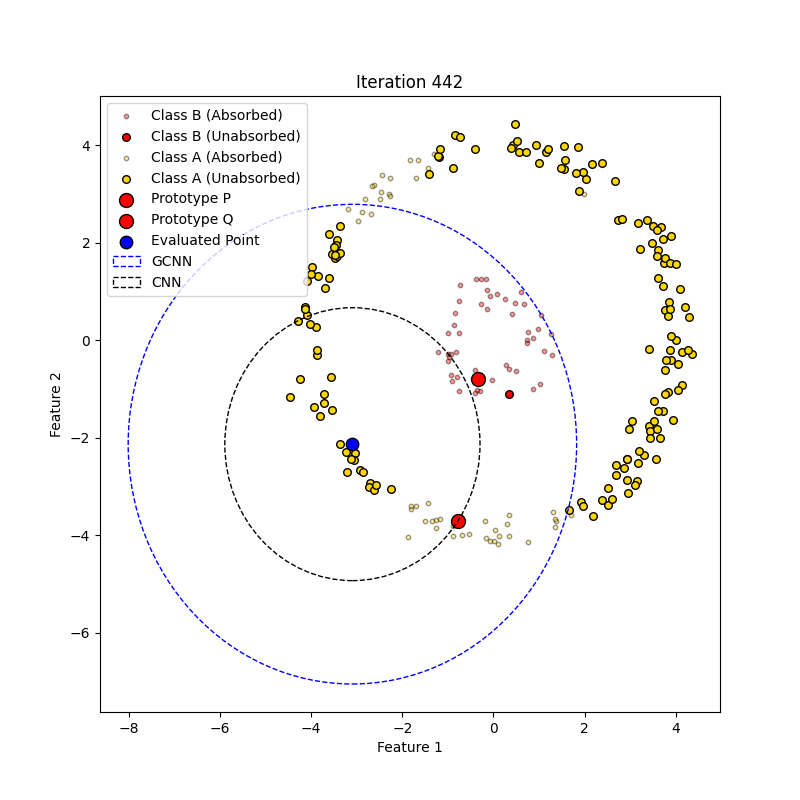 Iteration 442
Class B (Absorbed)
Class B (Unabsorbed)
Class A (Absorbed)
Class A (Unabsorbed)
Prototype P
Prototype Q
Evaluated Point
GCNN
CNN
4
2
0
−2
−4
−6
Feature 2
−8 −6 −4 −2 0 2 4
Feature 1